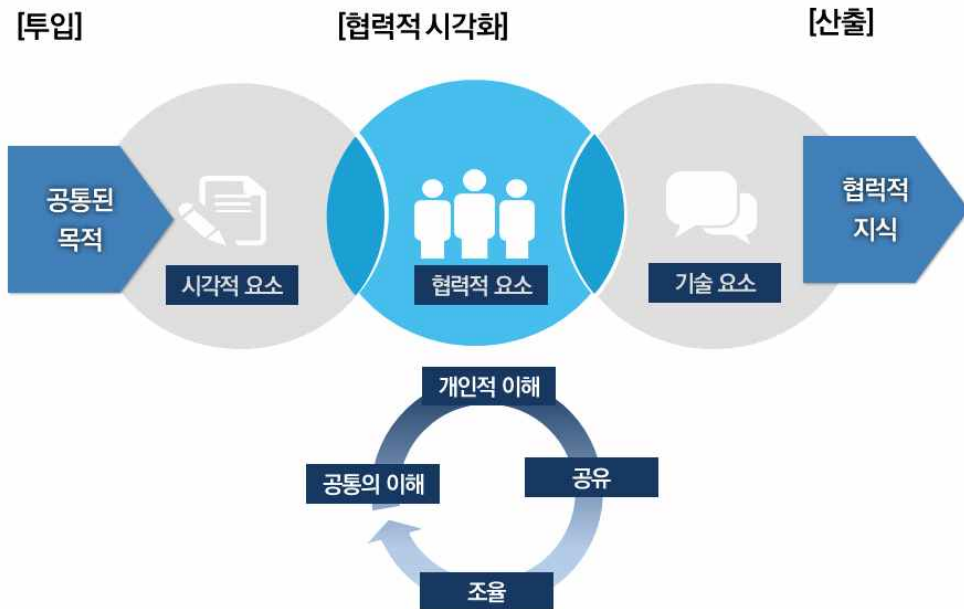 [투입]
[협력적 시각화]
[산출]
공통된
목적
시각적 요소
협력적 요소
기술 요소
협럭적
지식
개인적 이해
공유
공통의 이해
조율